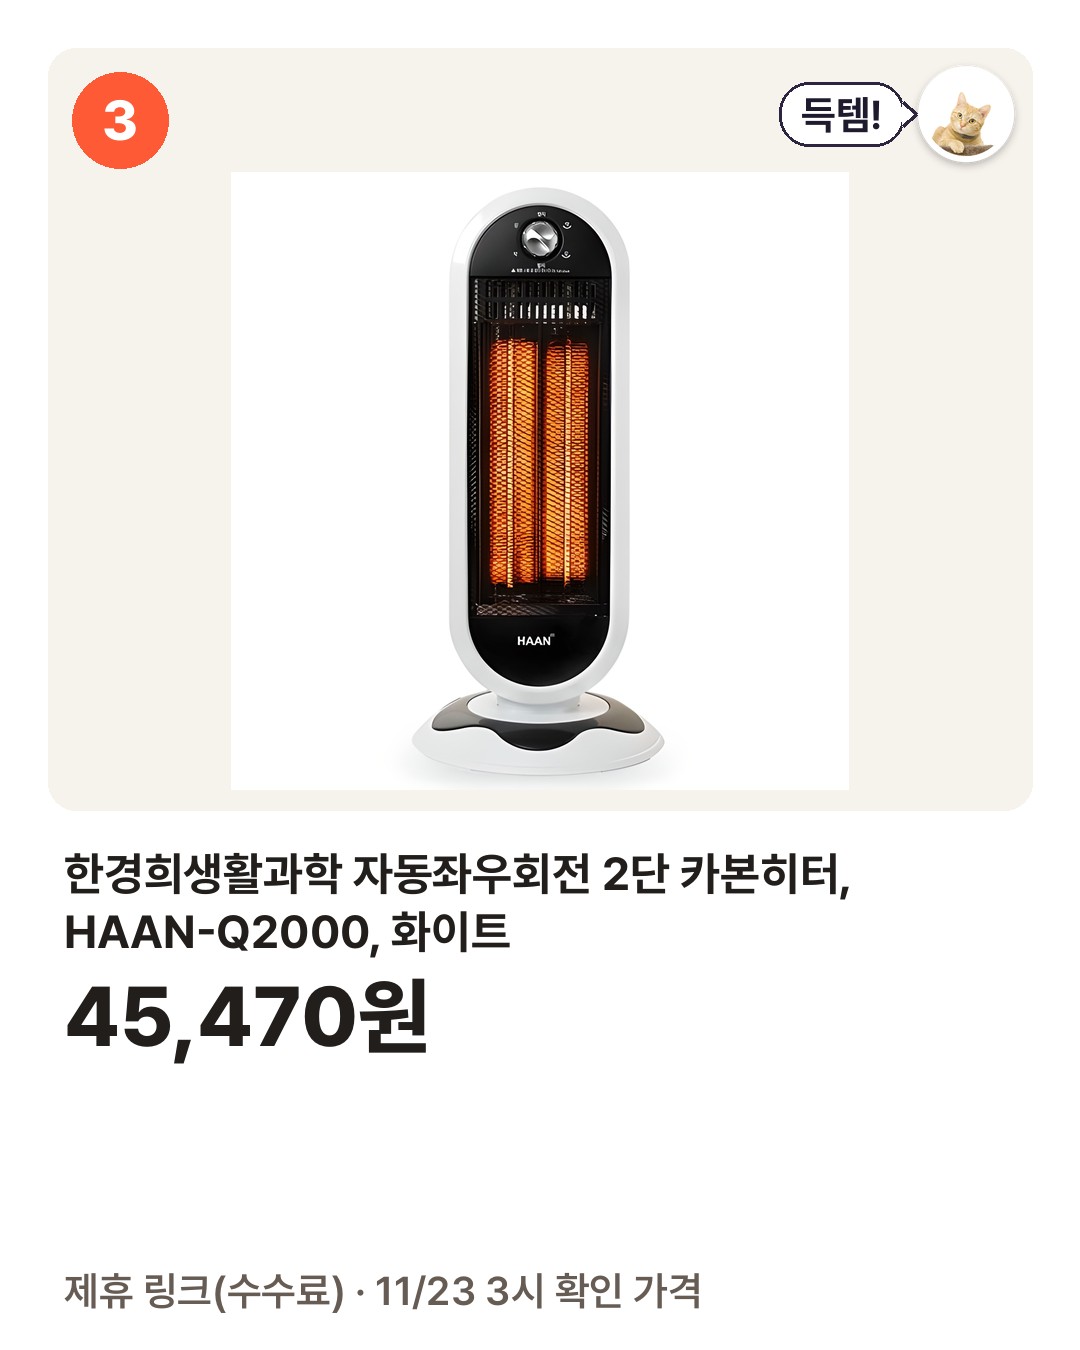 3
득템!
HAAN
한경희생활과학 자동좌우회전 2단 카본히터,
HAAN-Q2000, 화이트
45,470원
제휴 링크(수수료) · 11/23 3시 확인 가격